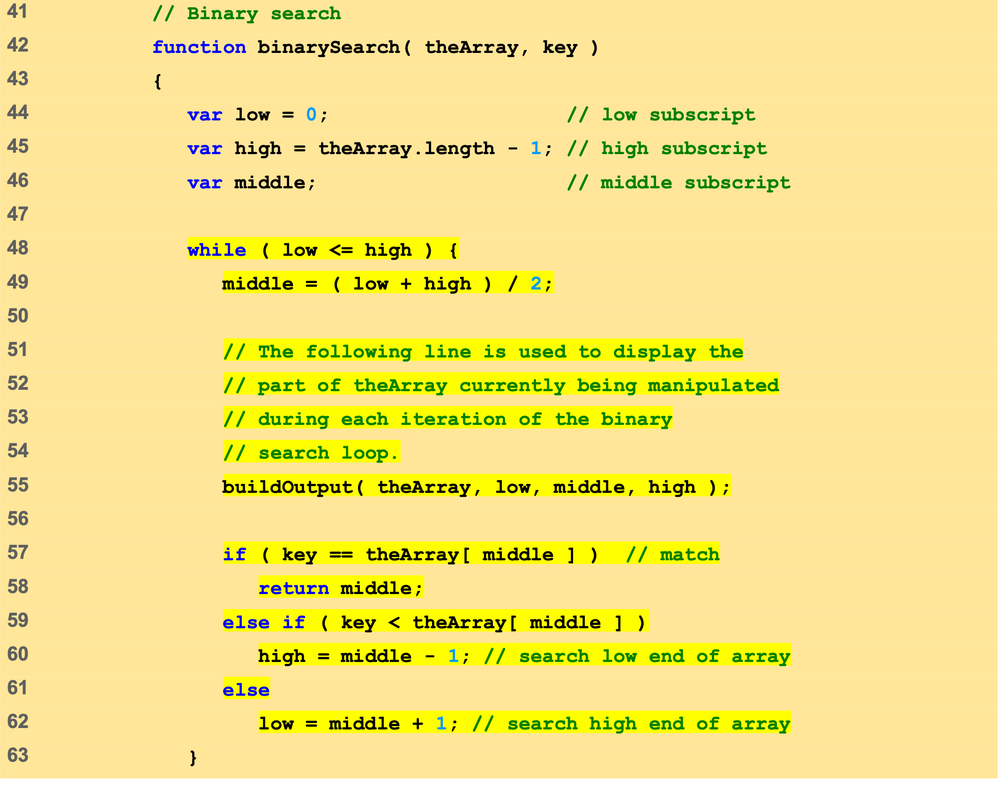 41 // Binary search
42 function binarySearch( theArray, key )
43 {
44 var low = 0; // low subscript
45 var high = theArray.length - 1; // high subscript
46 var middle; // middle subscript
47
48 while ( low <= high ) {
49 middle = ( low + high ) / 2;
50
51 // The following line is used to display the
52 // part of theArray currently being manipulated
53 // during each iteration of the binary
54 // search loop.
55 buildOutput( theArray, low, middle, high );
56
57 if ( key == theArray[ middle ] ) // match
58 return middle;
59 else if ( key < theArray[ middle ] )
60 high = middle - 1; // search low end of array
61 else
62 low = middle + 1; // search high end of array
63 }